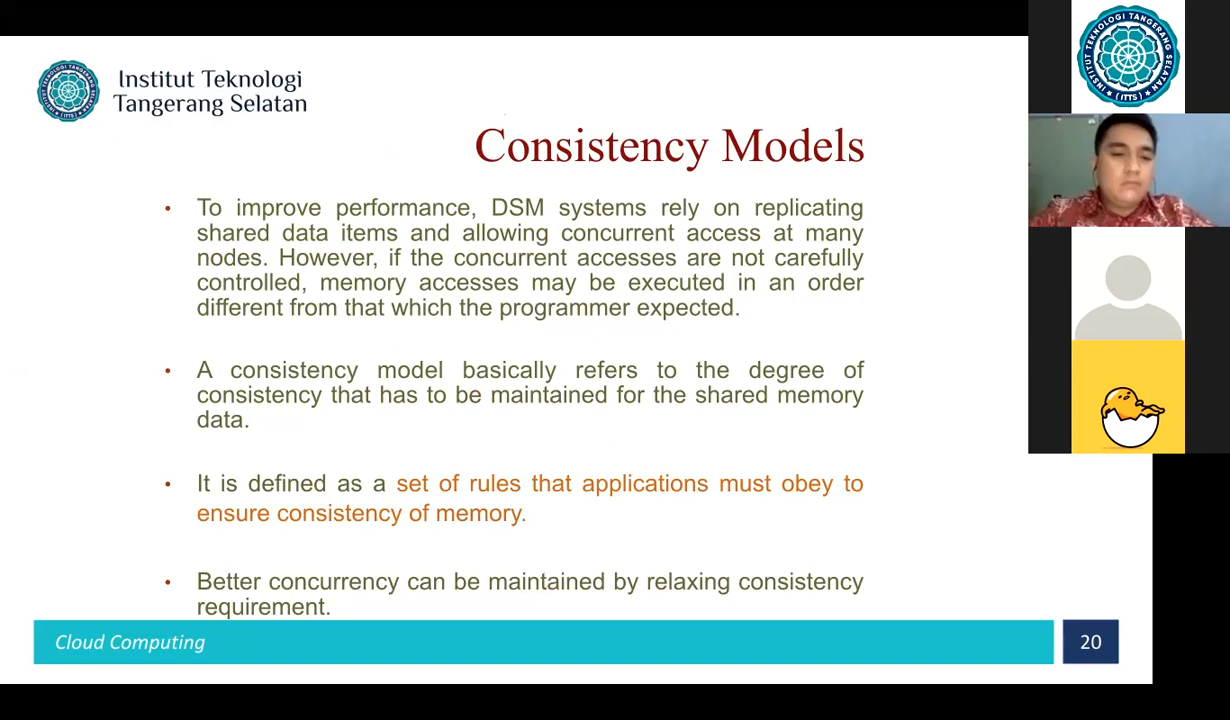 Institut Teknologi
Tangerang Selatan
Consistency Models
• To improve performance, DSM systems rely on replicating
shared data items and allowing concurrent access at many
nodes. However, if the concurrent accesses are not carefully
controlled, memory accesses may be executed in an order
different from that which the programmer expected.
• A consistency model basically refers to the degree of
consistency that has to be maintained for the shared memory
data.
• It is defined as a set of rules that applications must obey to
ensure consistency of memory.
• Better concurrency can be maintained by relaxing consistency
requirement.
Cloud Computing
20
INSTITUT TEKNOLOGI TANGERANG SELATAN
(ITTS)